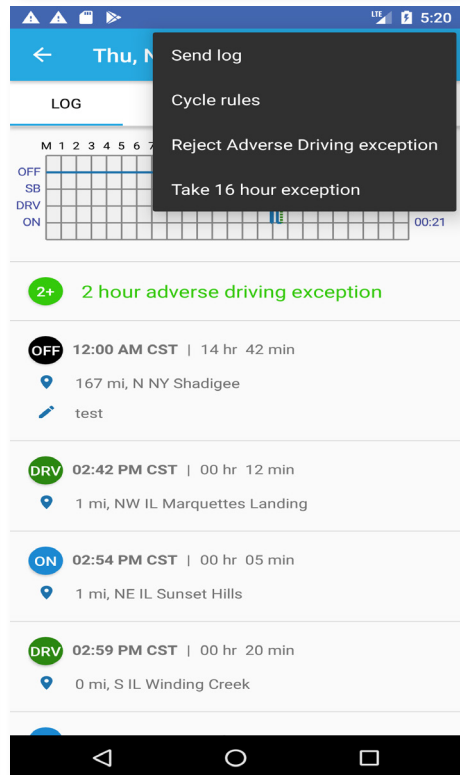 LTE 5:20
Thu, N
Send log
Cycle rules
Reject Adverse Driving exception
Take 16 hour exception
LOG
M 1 2 3 4 5 6 7
OFF
SB
DRV
ON
00:21
2+ 2 hour adverse driving exception
OFF 12:00 AM CST | 14 hr 42 min
167 mi, N NY Shadigee
test
DRV 02:42 PM CST | 00 hr 12 min
1 mi, NW IL Marquettes Landing
ON 02:54 PM CST | 00 hr 05 min
1 mi, NE IL Sunset Hills
DRV 02:59 PM CST | 00 hr 20 min
0 mi, S IL Winding Creek